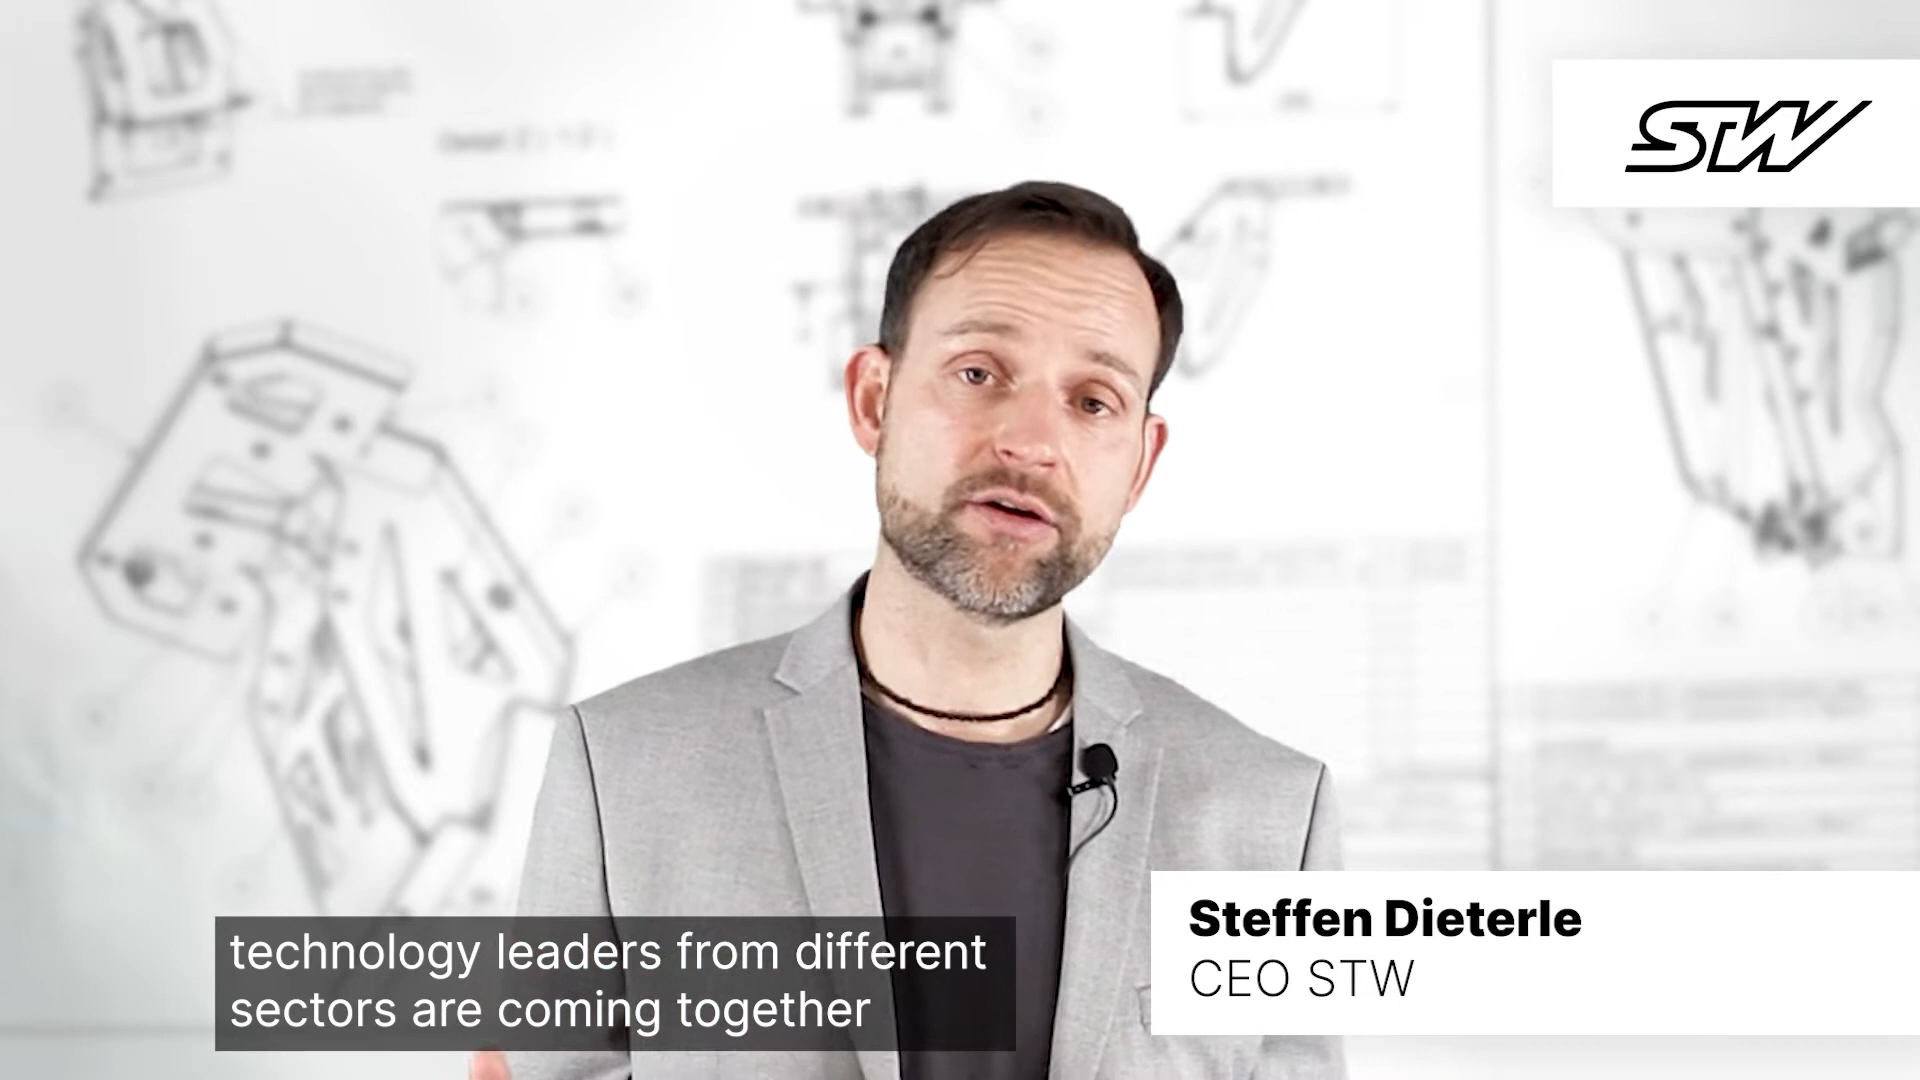 STW
technology leaders from different
sectors are coming together
Steffen Dieterle
CEO STW